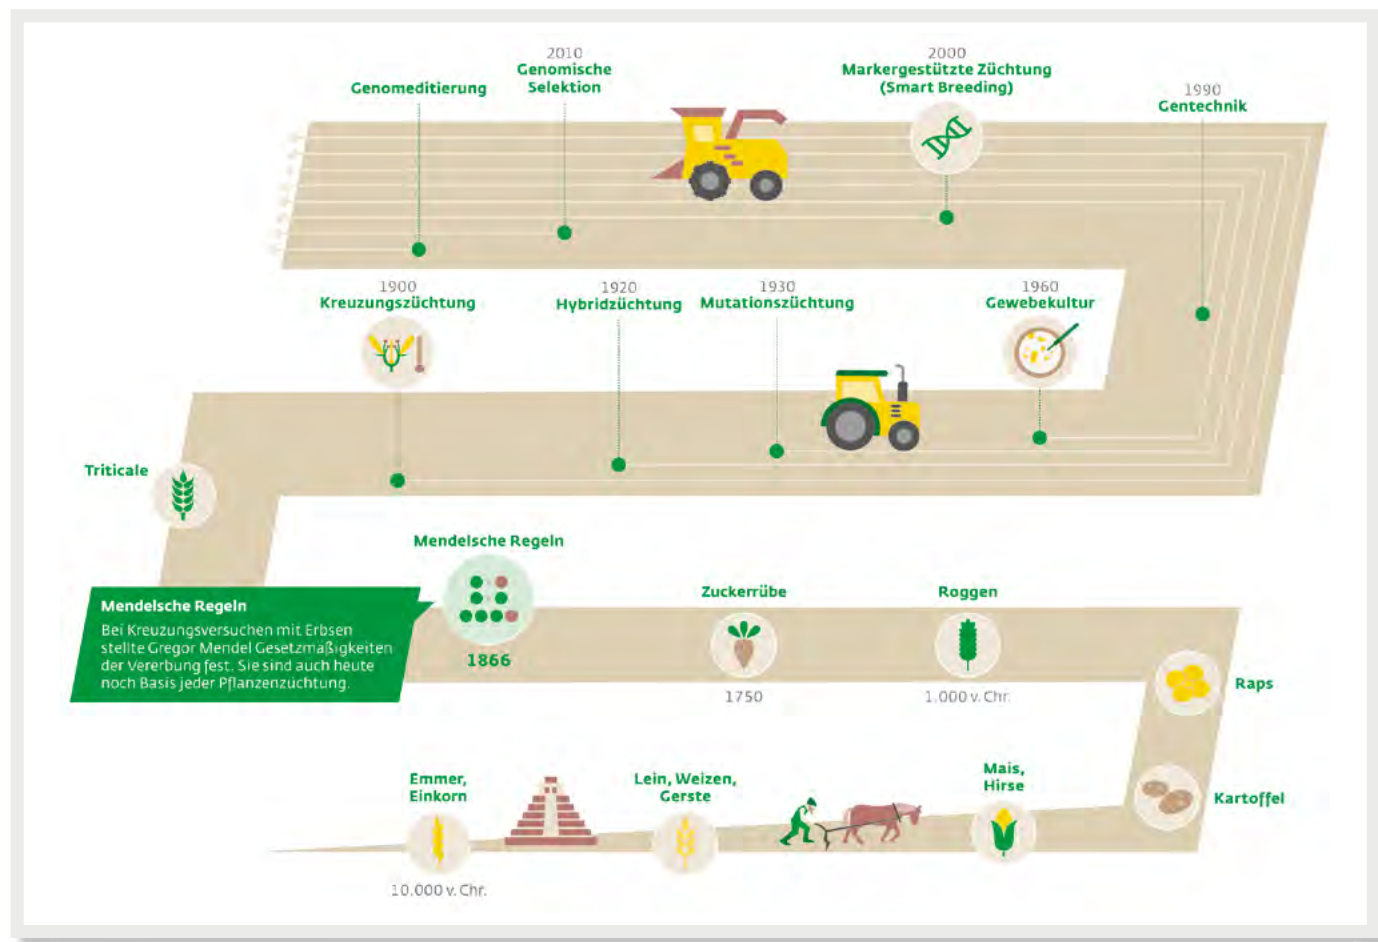 2010
Genomische
Selektion
Genomeditierung
2000
Markergestützte Züchtung
(Smart Breeding)
1990
Gentechnik
1900
Kreuzungszüchtung
1920
Hybridzüchtung
1930
Mutationszüchtung
1960
Gewebekultur
Triticale
Mendelsche Regeln
1866
Mendelsche Regeln
Bei Kreuzungsversuchen mit Erbsen
stellte Gregor Mendel Gesetzmäßigkeiten
der Vererbung fest. Sie sind auch heute
noch Basis jeder Pflanzenzüchtung.
Zuckerrübe
1750
Roggen
1.000 v. Chr.
Raps
Kartoffel
Mais,
Hirse
Lein, Weizen,
Gerste
Emmer,
Einkorn
10.000 v. Chr.